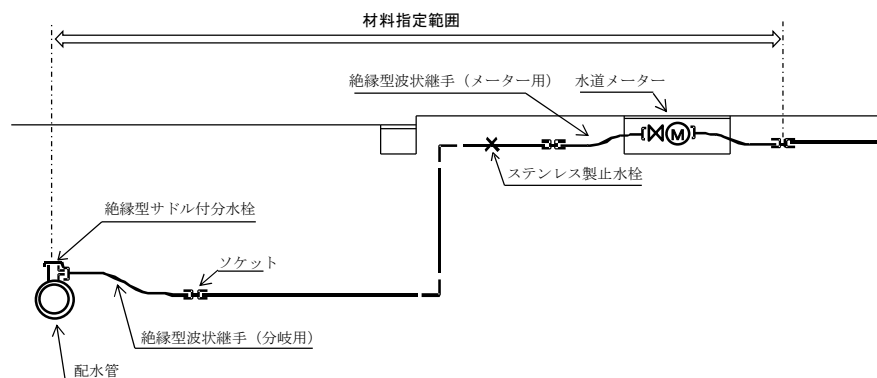 材料指定範囲
絶縁型波状継手（メーター用）
水道メーター
M
ステンレス製止水栓
絶縁型サドル付分水栓
ソケット
絶縁型波状継手（分岐用）
配水管